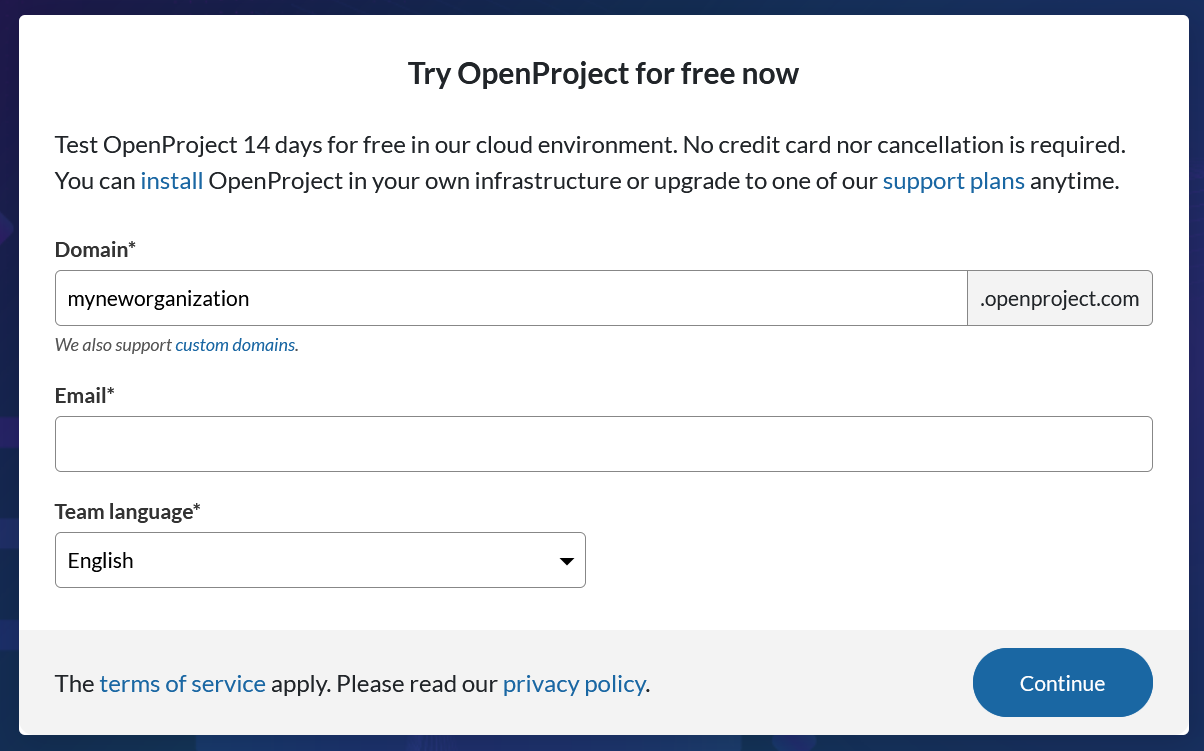 Try OpenProject for free now
Test OpenProject 14 days for free in our cloud environment. No credit card nor cancellation is required.
You can install OpenProject in your own infrastructure or upgrade to one of our support plans anytime.
Domain*
myneworganization .openproject.com
We also support custom domains.
Email*
Team language*
English
The terms of service apply. Please read our privacy policy.
Continue